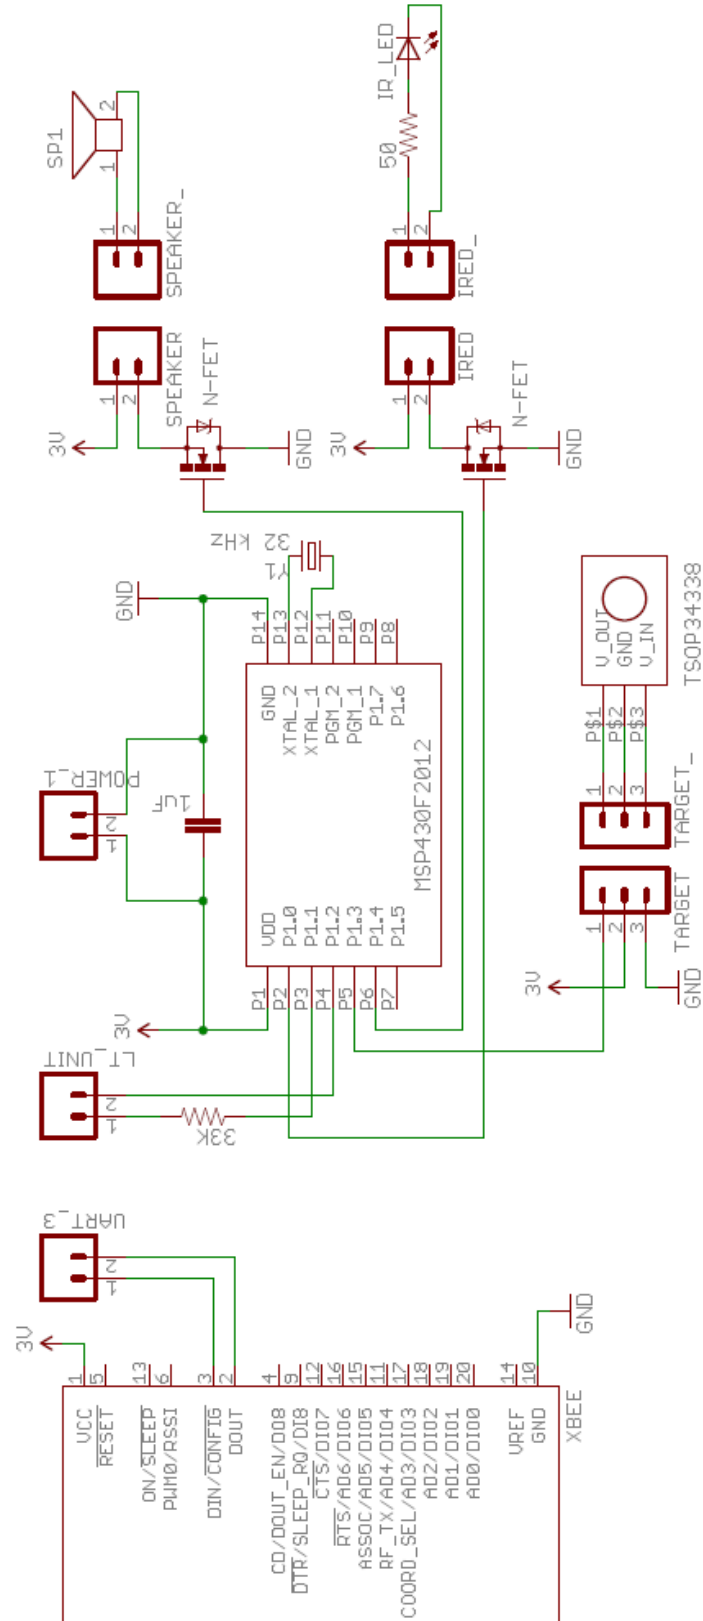 IR_LED
50
SP1
1
2
1
2
SPEAKER_
1
2
IRED_
SPEAKER
1
2
N-FET
3V
GND
IRED
1
2
N-FET
3V
GND
32 kHz
Y1
GND
P14
P13
P12
P11
P10
P9
P8
GND
XTAL_2
XTAL_1
PGM_2
PGM_1
P1.7
P1.6
MSP430F2012
VDD
P1.0
P1.1
P1.2
P1.3
P1.4
P1.5
P1
P2
P3
P4
P5
P6
P7
POWER_1
2
1
1uF
3V
V_OUT
GND
V_IN
TSOP34338
P$1
P$2
P$3
1
2
3
TARGET_
TARGET
1
2
3
3V
GND
LT_UNIT
2
1
33K
UART_3
2
1
3V
GND
1
5
13
6
3
2
4
9
12
16
15
11
17
18
19
20
14
10
VCC
RESET
ON/SLEEP
PWM0/RSSI
DIN/CONFIG
DOUT
CD/DOUT_EN/DO8
DTR/SLEEP_RQ/DI8
CTS/DIO7
RTS/AD6/DIO6
ASSOC/AD5/DIO5
RF_TX/AD4/DIO4
COORD_SEL/AD3/DIO3
AD2/DIO2
AD1/DIO1
AD0/DIO0
VREF
GND
XBEE